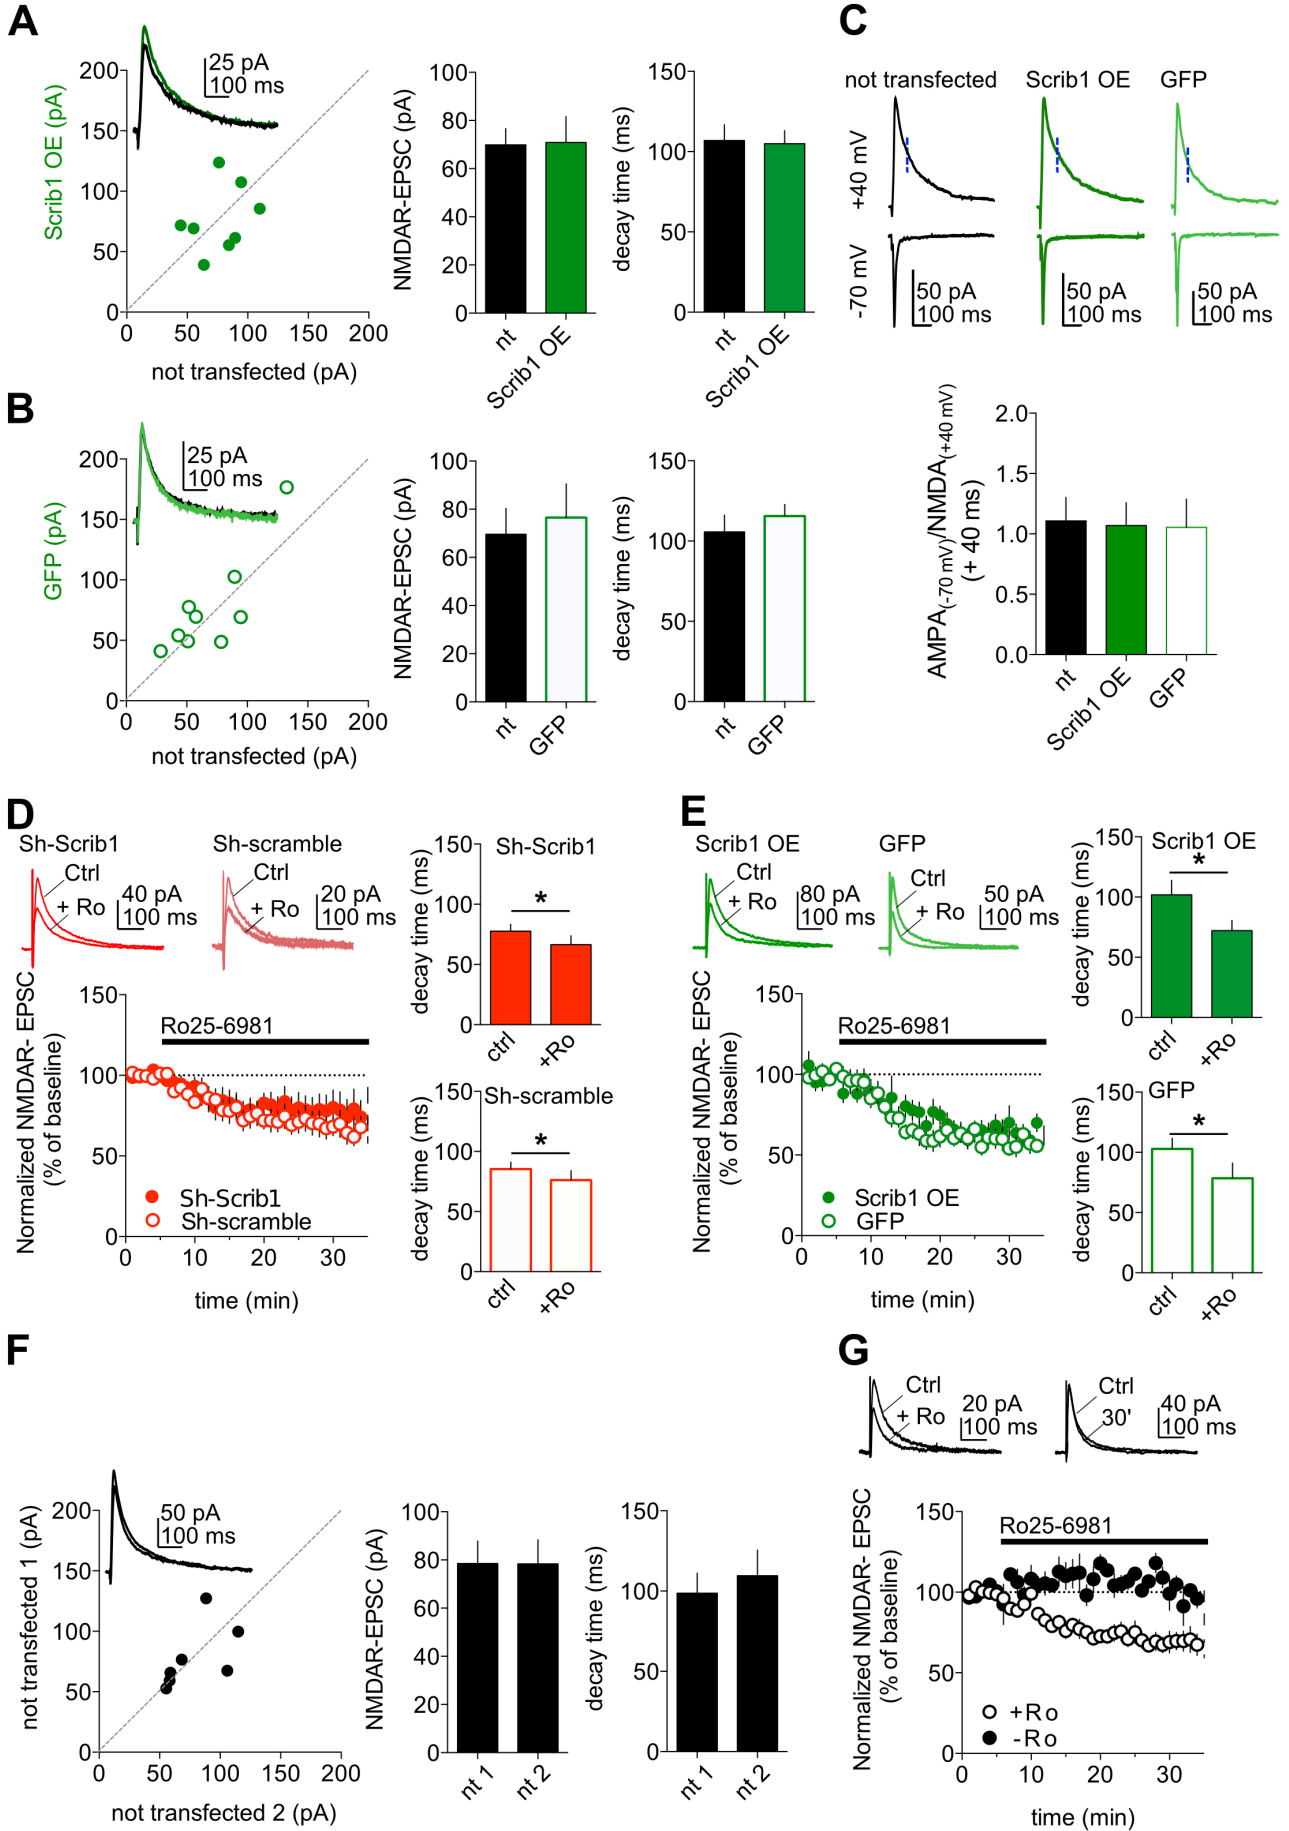 A
Scrib1 OE (pA)
200
150
100
50
0
25 pA
100 ms
0 50 100 150 200
not transfected (pA)
NMDAR-EPSC (pA)
100
80
60
40
20
0
nt
Scrib1 OE
decay time (ms)
150
100
50
0
nt
Scrib1 OE
B
GFP (pA)
200
150
100
50
0
25 pA
100 ms
0 50 100 150 200
not transfected (pA)
NMDAR-EPSC (pA)
100
80
60
40
20
0
nt
GFP
decay time (ms)
150
100
50
0
nt
GFP
C
not transfected
Scrib1 OE
GFP
+40 mV
-70 mV
50 pA
100 ms
50 pA
100 ms
50 pA
100 ms
AMPA(-70 mV)/NMDA(+40 mV)
(+ 40 ms)
2.0
1.5
1.0
0.5
0.0
nt
Scrib1 OE
GFP
D
Sh-Scrib1
Ctrl
+ Ro
40 pA
100 ms
Sh-scramble
Ctrl
+ Ro
20 pA
100 ms
Normalized NMDAR- EPSC
(% of baseline)
150
100
50
0
Ro25-6981
Sh-Scrib1
Sh-scramble
0 10 20 30
time (min)
decay time (ms)
150
100
50
0
Sh-Scrib1
*
ctrl
+Ro
decay time (ms)
150
100
50
0
Sh-scramble
*
ctrl
+Ro
E
Scrib1 OE
Ctrl
+ Ro
80 pA
100 ms
GFP
Ctrl
+ Ro
50 pA
100 ms
Normalized NMDAR- EPSC
(% of baseline)
150
100
50
0
Ro25-6981
Scrib1 OE
GFP
0 10 20 30
time (min)
decay time (ms)
150
100
50
0
Scrib1 OE
*
ctrl
+Ro
decay time (ms)
150
100
50
0
GFP
*
ctrl
+Ro
F
not transfected 1 (pA)
200
150
100
50
0
50 pA
100 ms
0 50 100 150 200
not transfected 2 (pA)
NMDAR-EPSC (pA)
100
80
60
40
20
0
nt 1
nt 2
decay time (ms)
150
100
50
0
nt 1
nt 2
G
Ctrl
+ Ro
20 pA
100 ms
Ctrl
30'
40 pA
100 ms
Normalized NMDAR- EPSC
(% of baseline)
150
100
50
0
Ro25-6981
+Ro
-Ro
0 10 20 30
time (min)